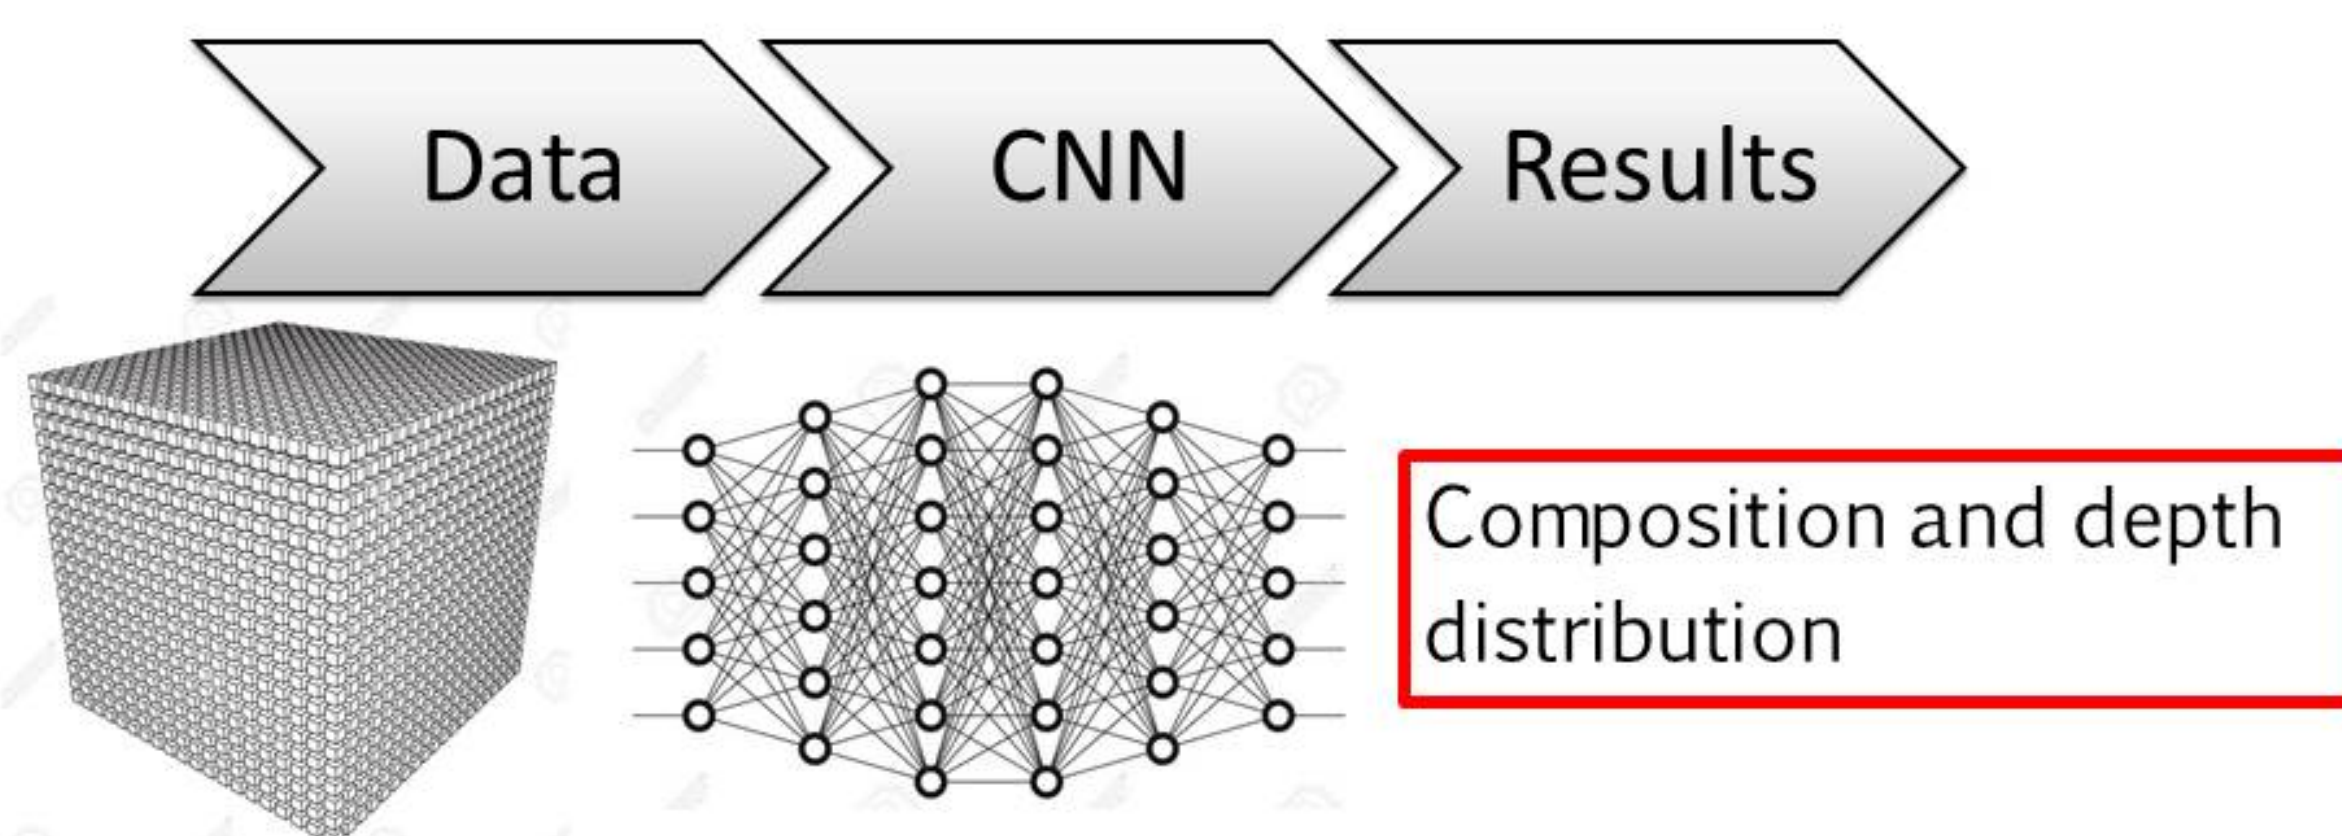 Data
CNN
Results
Composition and depth
distribution